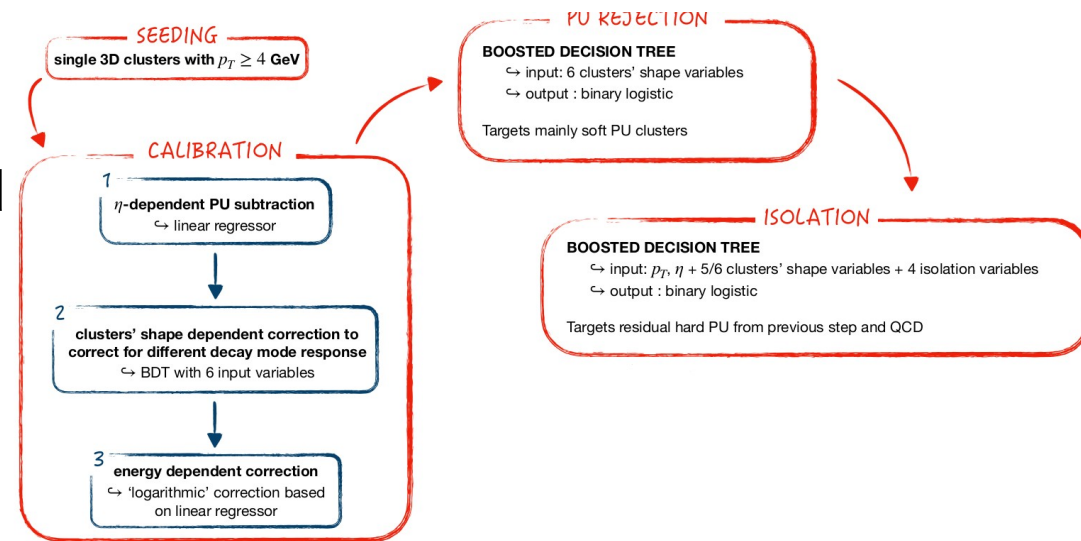 SEEDING
single 3D clusters with p_T ≥ 4 GeV
CALIBRATION
1
η-dependent PU subtraction
↪ linear regressor
2
clusters’ shape dependent correction to
correct for different decay mode response
↪ BDT with 6 input variables
3
energy dependent correction
↪ ‘logarithmic’ correction based
on linear regressor
PU REJECTION
BOOSTED DECISION TREE
↪ input: 6 clusters’ shape variables
↪ output : binary logistic
Targets mainly soft PU clusters
ISOLATION
BOOSTED DECISION TREE
↪ input: p_T, η + 5/6 clusters’ shape variables + 4 isolation variables
↪ output : binary logistic
Targets residual hard PU from previous step and QCD